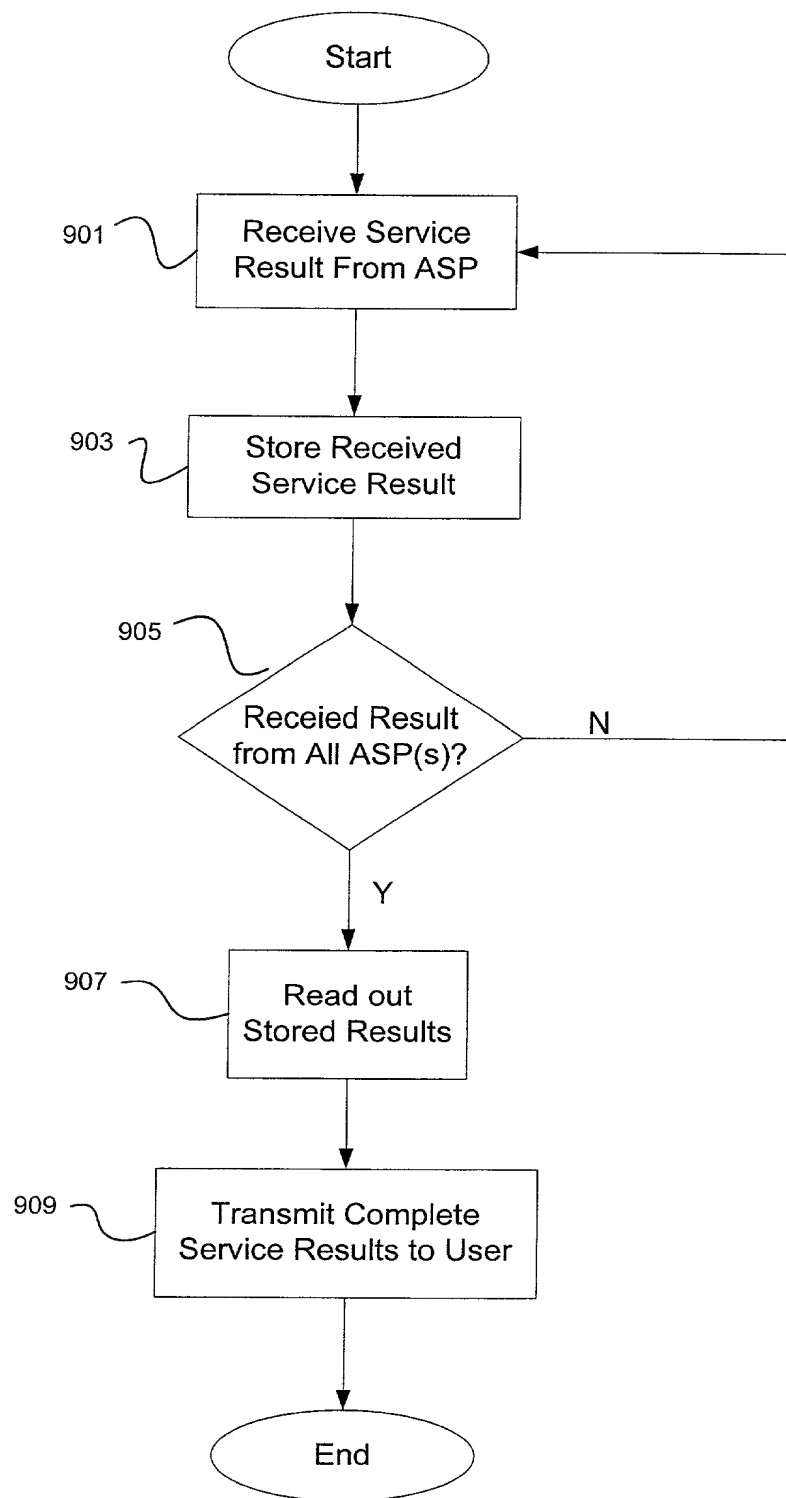 Start
901
Receive Service
Result From ASP
903
Store Received
Service Result
905
Receied Result
from All ASP(s)?
N
Y
907
Read out
Stored Results
909
Transmit Complete
Service Results to User
End